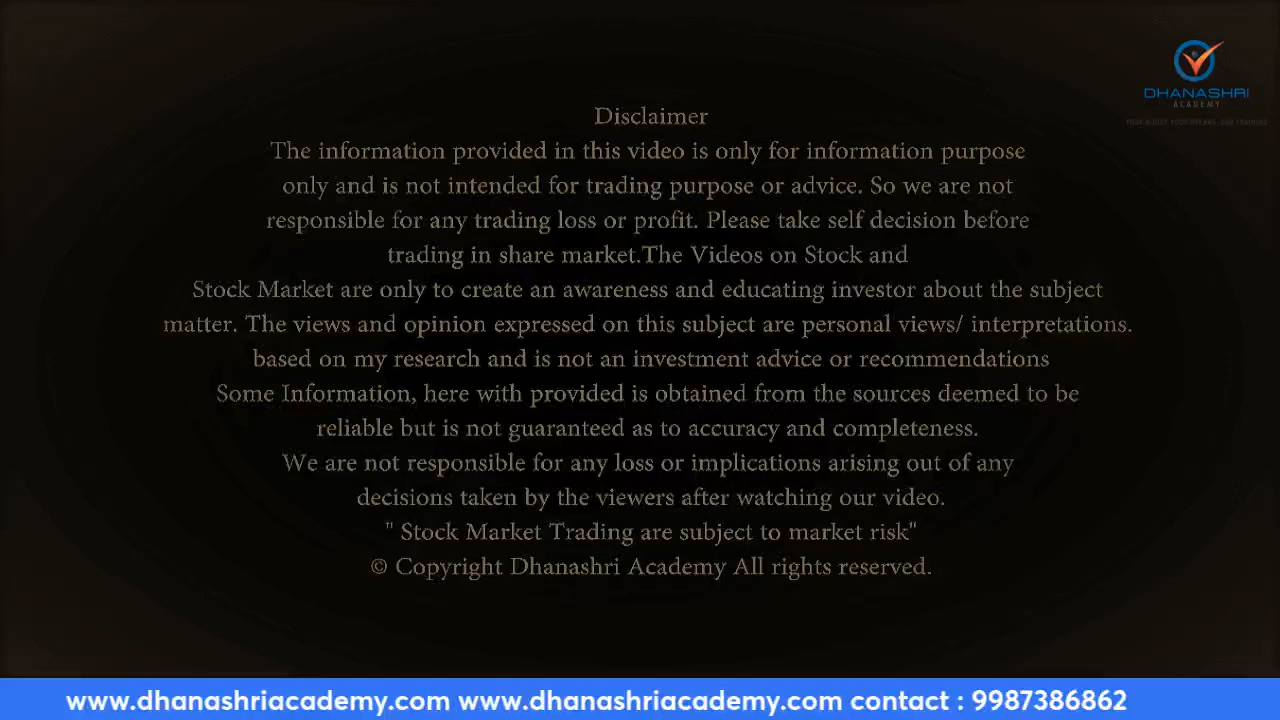 DHANASHRI
ACADEMY
Disclaimer
The information provided in this video is only for information purpose
only and is not intended for trading purpose or advice. So we are not
responsible for any trading loss or profit. Please take self decision before
trading in share market.The Videos on Stock and
Stock Market are only to create an awareness and educating investor about the subject
matter. The views and opinion expressed on this subject are personal views/ interpretations.
based on my research and is not an investment advice or recommendations
Some Information, here with provided is obtained from the sources deemed to be
reliable but is not guaranteed as to accuracy and completeness.
We are not responsible for any loss or implications arising out of any
decisions taken by the viewers after watching our video.
" Stock Market Trading are subject to market risk"
© Copyright Dhanashri Academy All rights reserved.
www.dhanashriacademy.com www.dhanashriacademy.com contact : 9987386862